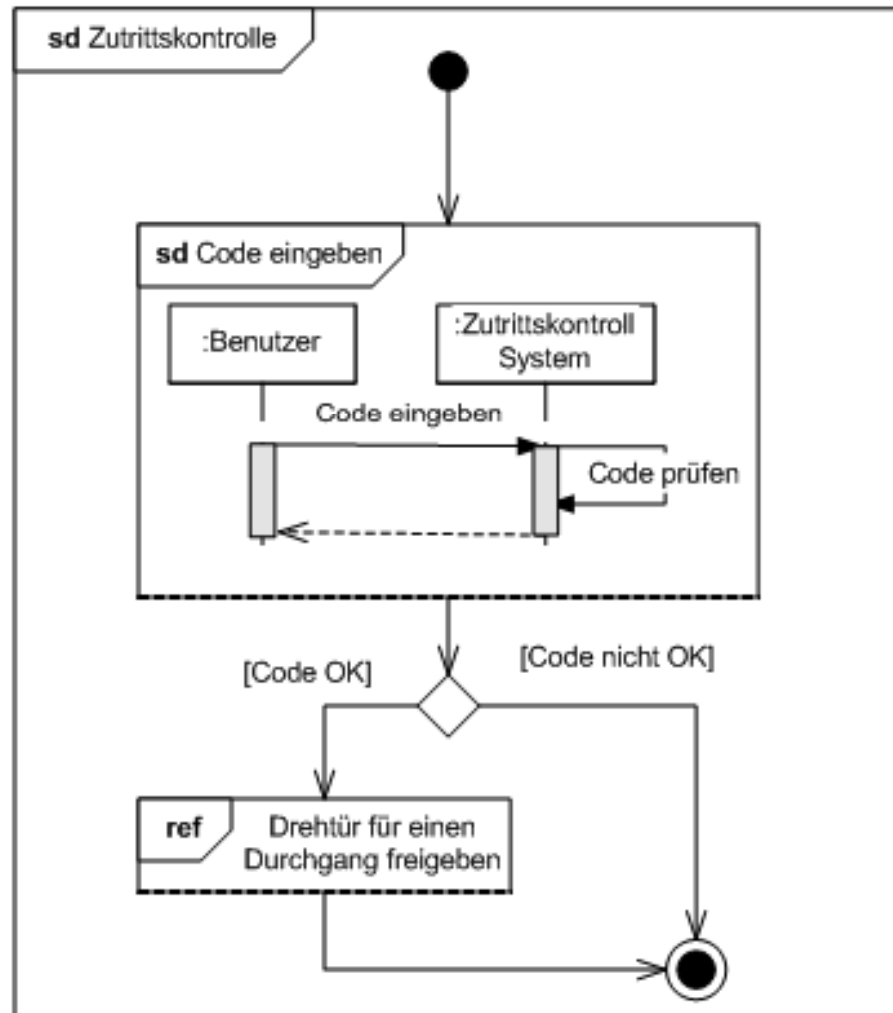 sd Zutrittskontrolle
sd Code eingeben
:Benutzer
:Zutrittskontroll
System
Code eingeben
Code prüfen
[Code OK]
[Code nicht OK]
ref
Drehtür für einen
Durchgang freigeben